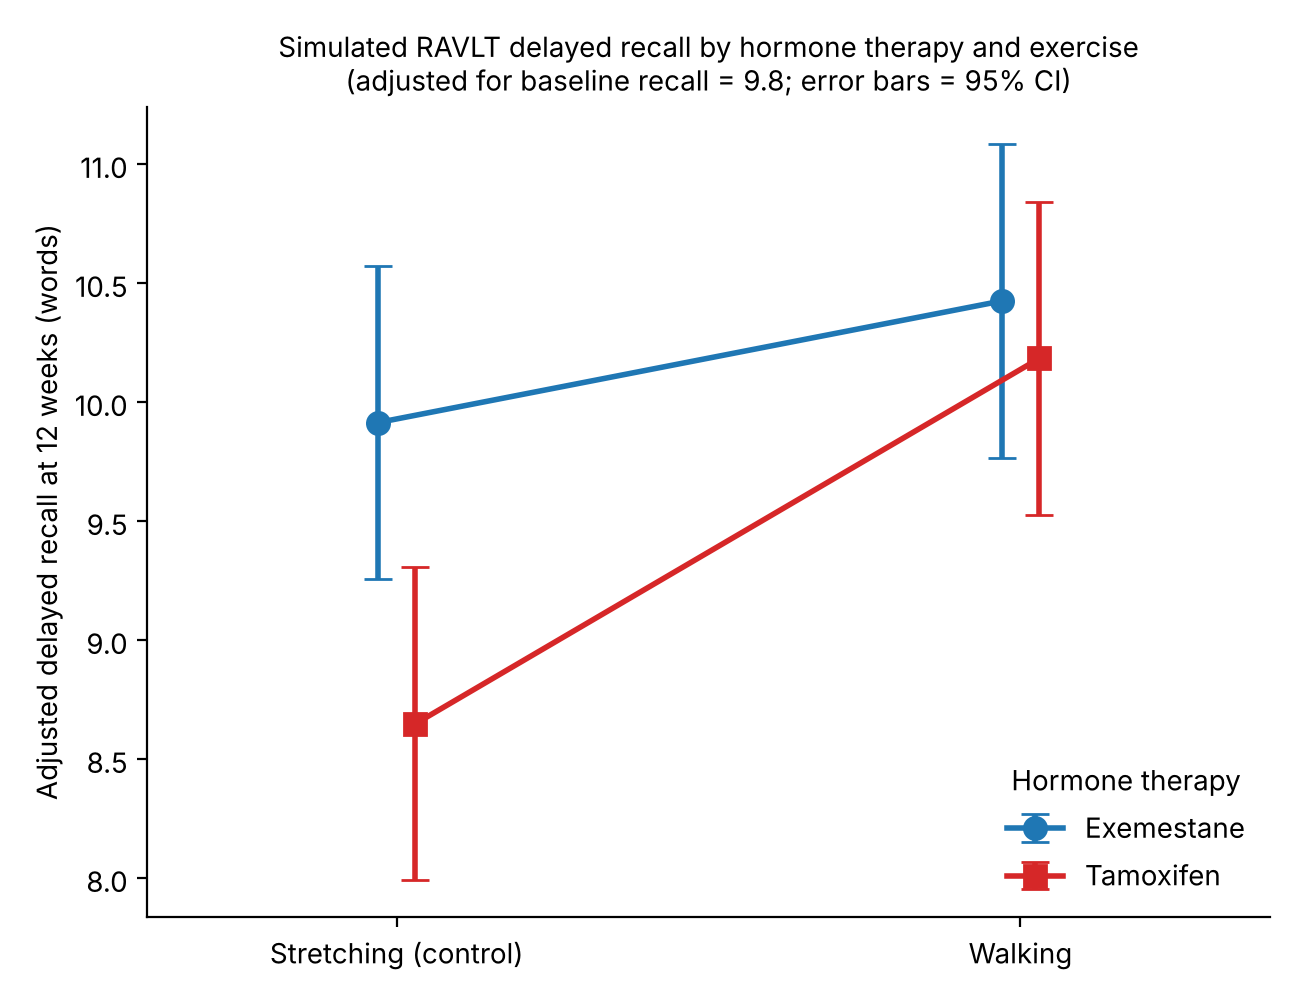 Simulated RAVLT delayed recall by hormone therapy and exercise
(adjusted for baseline recall = 9.8; error bars = 95% CI)
Adjusted delayed recall at 12 weeks (words)
11.0
10.5
10.0
9.5
9.0
8.5
8.0
Stretching (control)
Walking
Hormone therapy
Exemestane
Tamoxifen